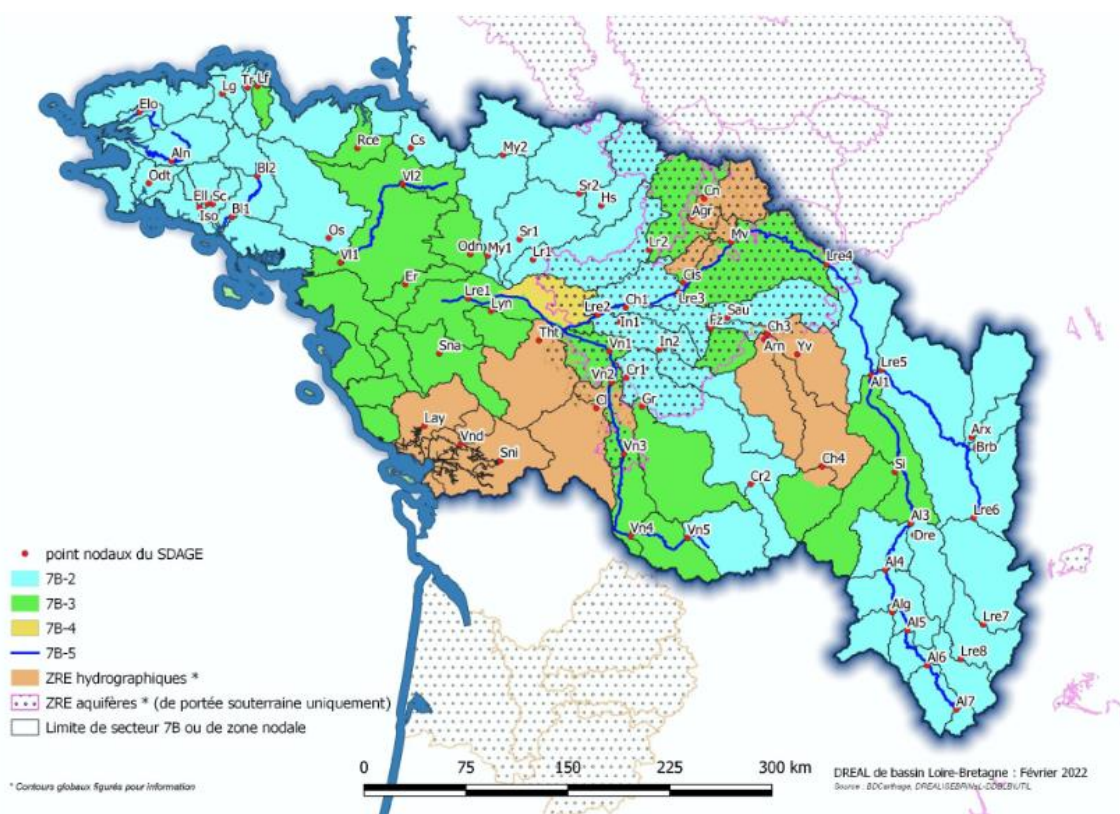 Tr Lf
Lg
Elo
Rce
Cs
My2
Aln
Bl2
Odt
Vl2
Sr2
Hs
Cn
Agr
Ell Sc
Iso
Bl1
Os
Sr1
Mv
Vl1
Odn My1
Lr1
Lr2
Lre4
Er
Cis
Lre1
Lre3
Lyn
Lre2
Ch1
In1
Sau
Fz
Ch3
Tht
Arn
Yv
Sna
Vn1
In2
Lre5
Vn2
Cr1
Al1
Cl
Gr
Lay
Vnd
Arx
Brb
Sni
Vn3
Ch4
Si
Cr2
Lre6
Al3
Vn4
Vn5
Dre
Al4
Alg
Al5
Lre7
Al6
Lre8
Al7
point nodaux du SDAGE
7B-2
7B-3
7B-4
7B-5
ZRE hydrographiques *
ZRE aquifères * (de portée souterraine uniquement)
Limite de secteur 7B ou de zone nodale
* Contours globaux figurés pour information
0 75 150 225 300 km
DREAL de bassin Loire-Bretagne : Février 2022
Source : BDCarthage,